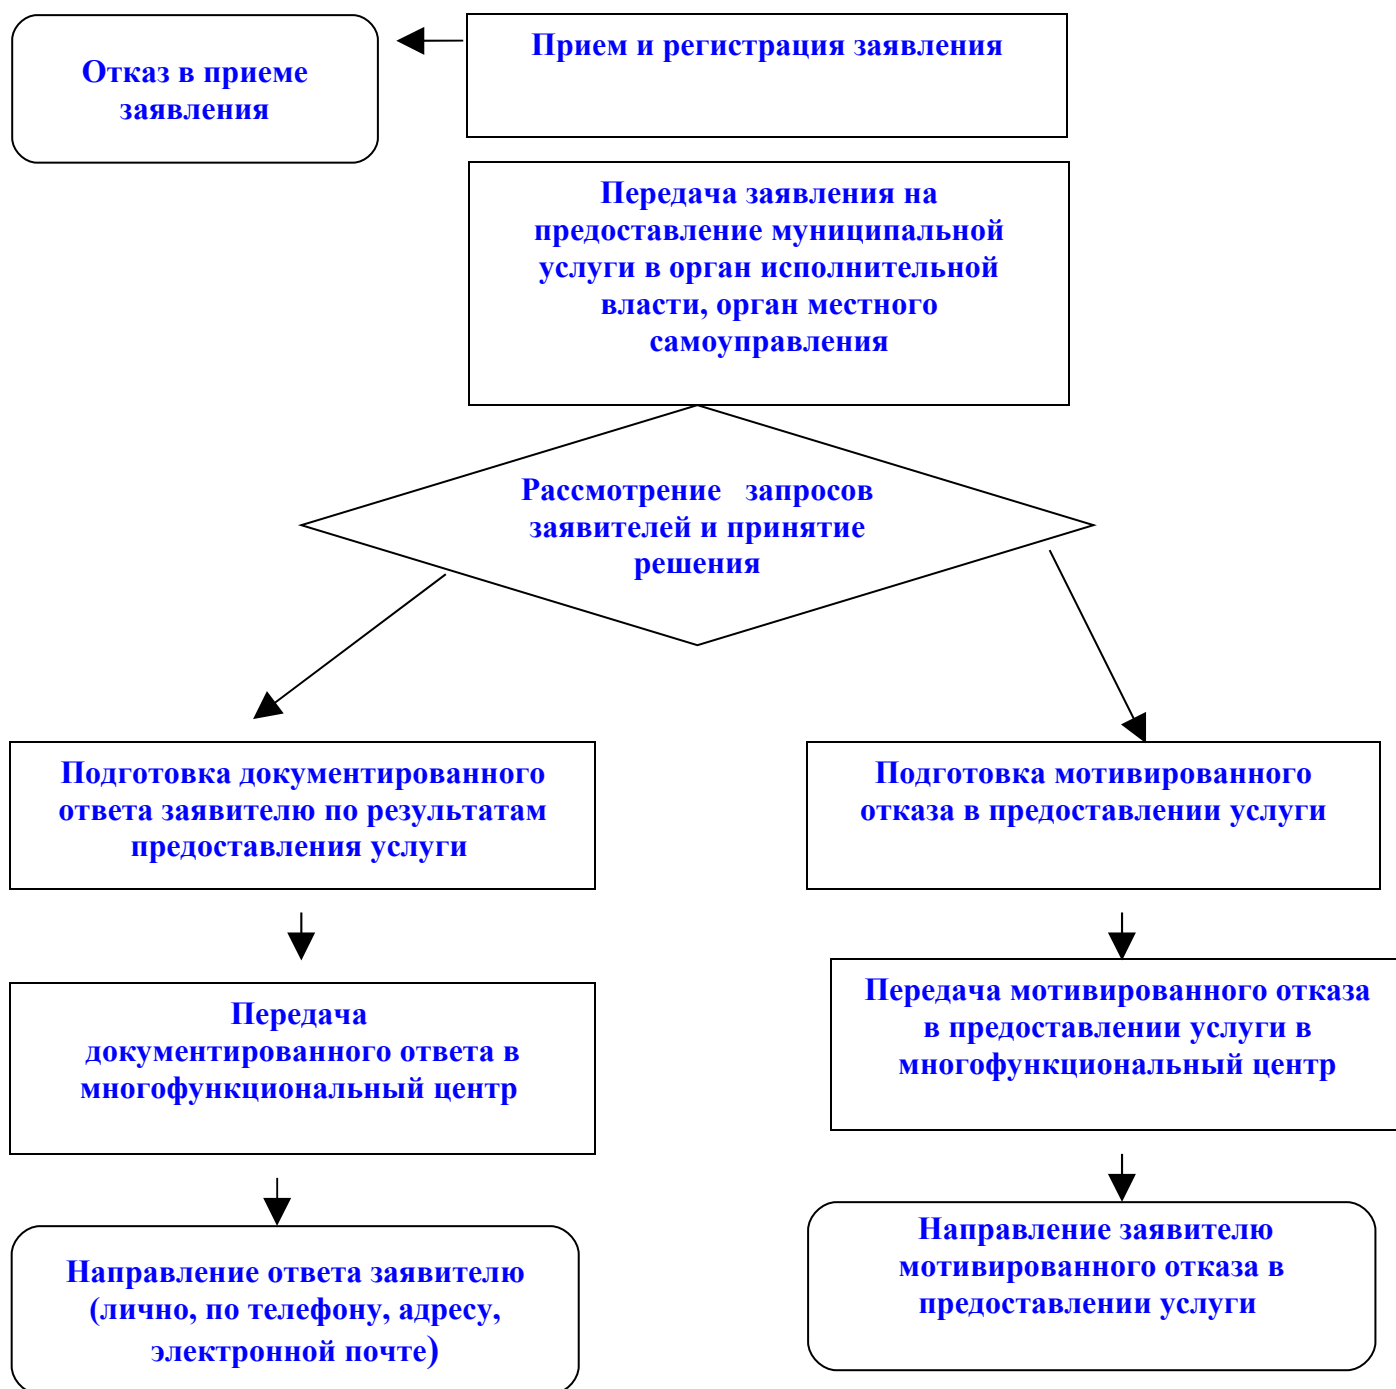 Отказ в приеме
заявления
Прием и регистрация заявления
Передача заявления на
предоставление муниципальной
услуги в орган исполнительной
власти, орган местного
самоуправления
Рассмотрение запросов
заявителей и принятие
решения
Подготовка документированного
ответа заявителю по результатам
предоставления услуги
Подготовка мотивированного
отказа в предоставлении услуги
Передача
документированного ответа в
многофункциональный центр
Передача мотивированного отказа
в предоставлении услуги в
многофункциональный центр
Направление ответа заявителю
(лично, по телефону, адресу,
электронной почте)
Направление заявителю
мотивированного отказа в
предоставлении услуги